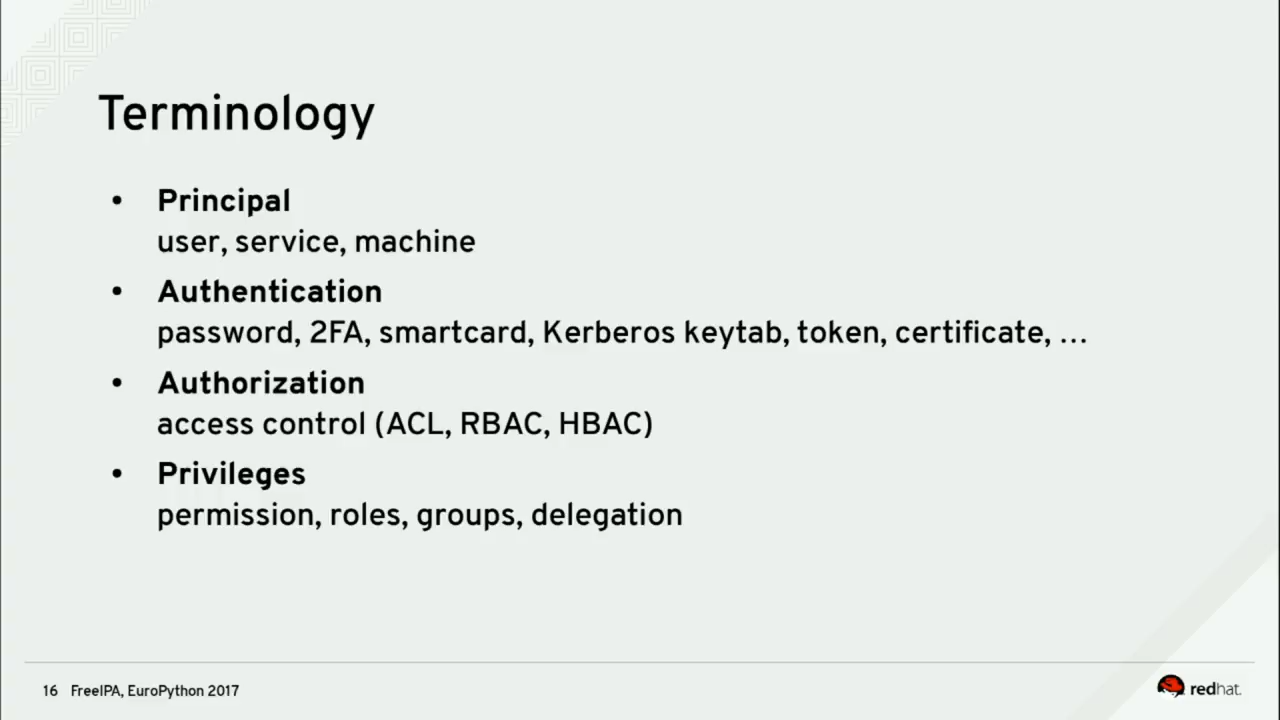 Terminology
• Principal
user, service, machine
• Authentication
password, 2FA, smartcard, Kerberos keytab, token, certificate, …
• Authorization
access control (ACL, RBAC, HBAC)
• Privileges
permission, roles, groups, delegation
16 FreeIPA, EuroPython 2017
redhat.